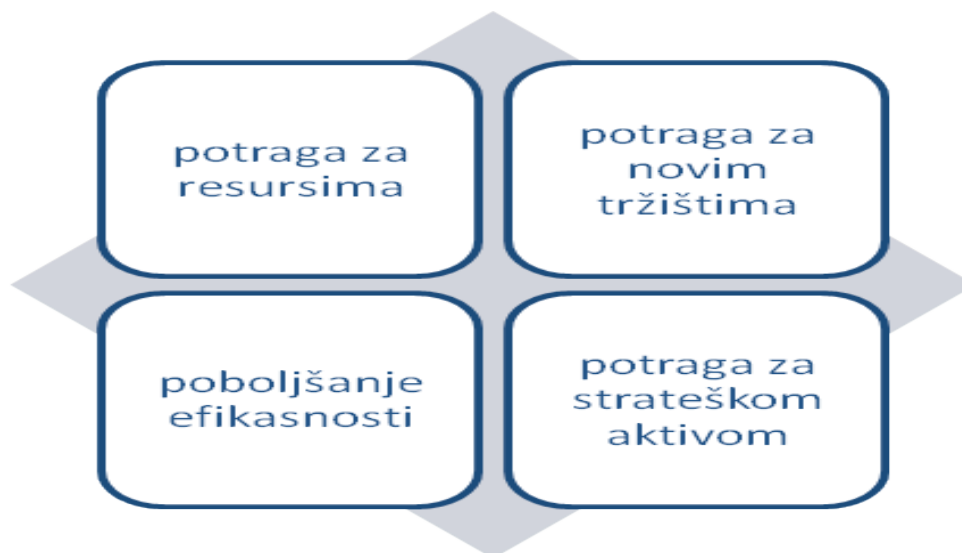 potraga za
resursima
potraga za
novim
tržištima
poboljšanje
efikasnosti
potraga za
strateškom
aktivom